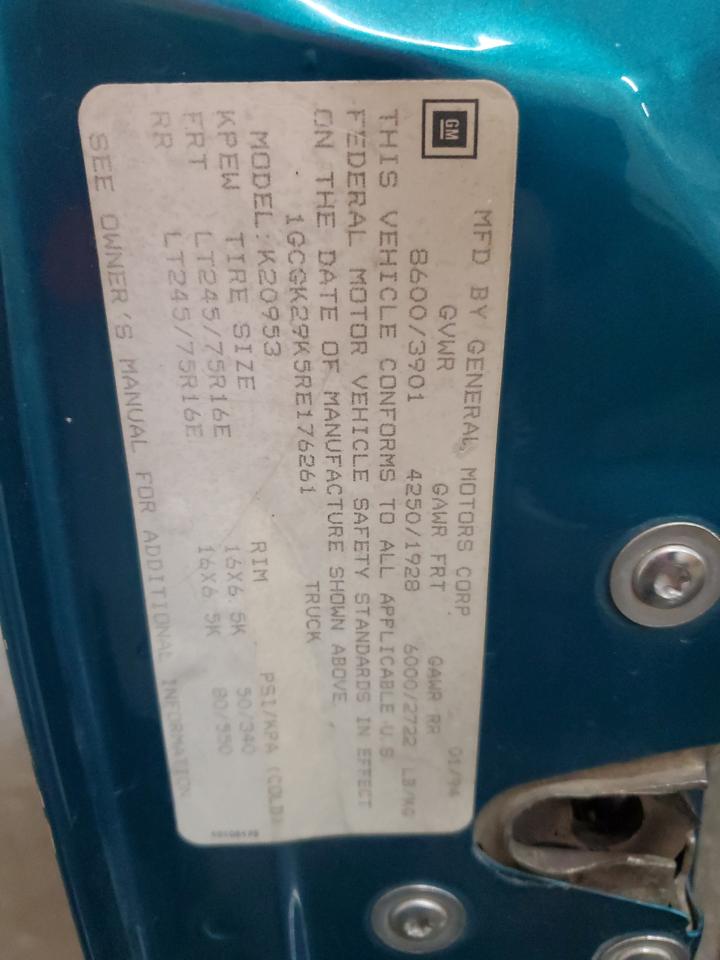 GM
MFD BY GENERAL MOTORS CORP 01/94
GVWR GAWR FRT GAWR RR
8600/3901 4250/1928 6000/2722 LB/KG
THIS VEHICLE CONFORMS TO ALL APPLICABLE U.S
FEDERAL MOTOR VEHICLE SAFETY STANDARDS IN EFFECT
ON THE DATE OF MANUFACTURE SHOWN ABOVE.
1GCGK29K5RE176261 TRUCK
MODEL: K20953
KPEW TIRE SIZE RIM PSI/KPA (COLD)
FRT LT245/75R16E 16X6.5K 50/340
RR LT245/75R16E 16X6.5K 80/550
SEE OWNER'S MANUAL FOR ADDITIONAL INFORMATION